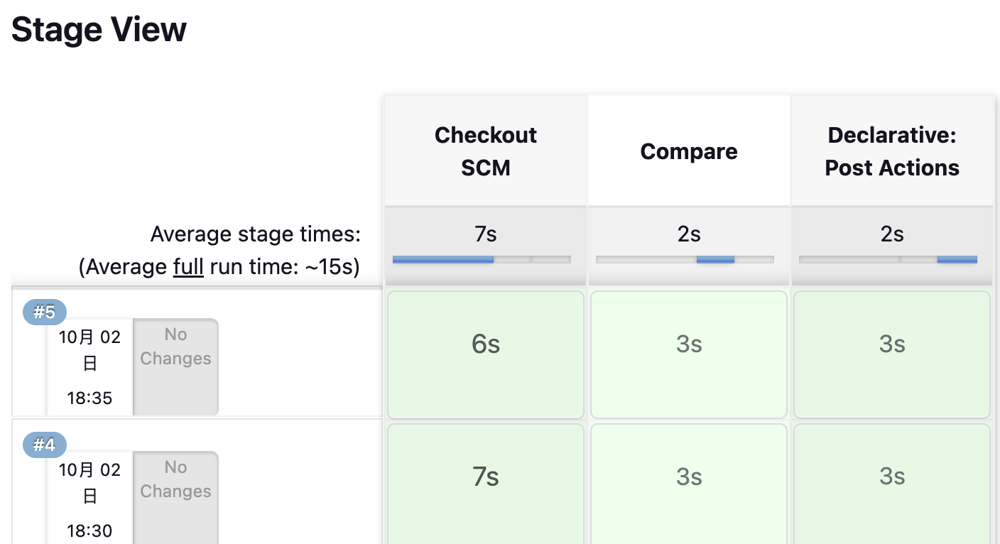 Stage View
Checkout
SCM
Compare
Declarative:
Post Actions
Average stage times:
(Average full run time: ~15s)
7s
2s
2s
#5
10月 02
日
18:35
No
Changes
6s
3s
3s
#4
10月 02
日
18:30
No
Changes
7s
3s
3s